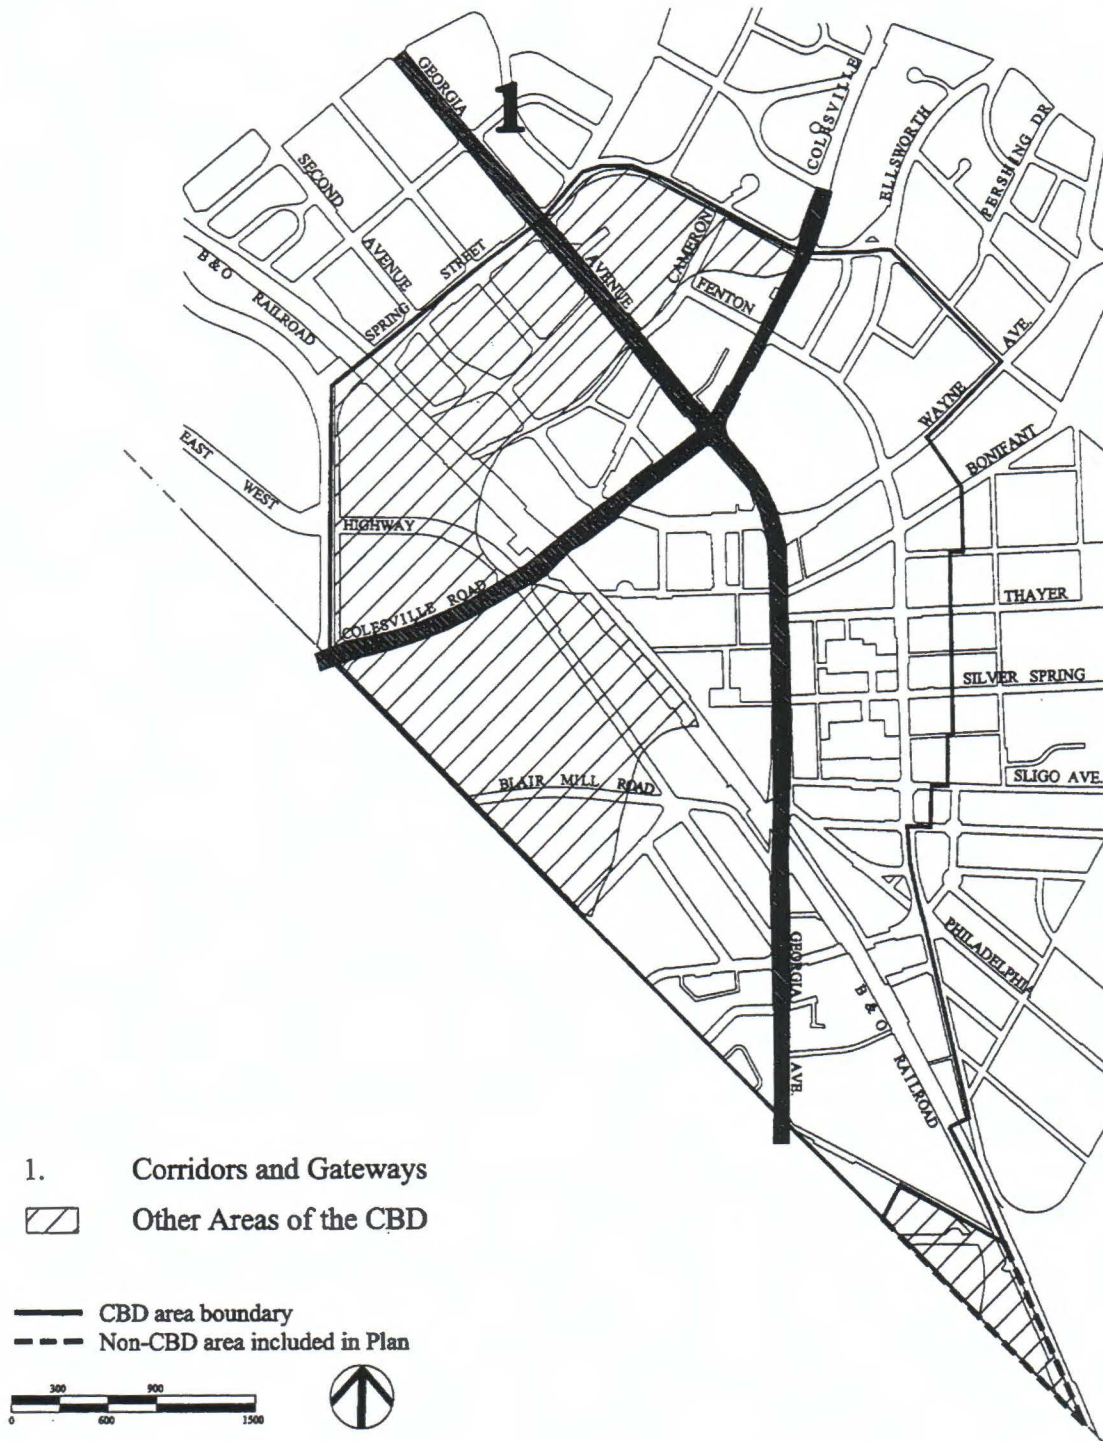 GEORGIA
1
COLESVILLE
ELLSWORTH
PERSHING DR
SECOND
AVENUE
STREET
SPRING
B & O
RAILROAD
AVENUE
CAMERON
FENTON
WAYNE
AVE.
BONIFANT
EAST
WEST
HIGHWAY
COLESVILLE ROAD
THAYER
SILVER SPRING
SLIGO AVE.
BLAIR MILL ROAD
PHILADELPHIA
GEORGIA
AVE.
B & O
RAILROAD
1. Corridors and Gateways
Other Areas of the CBD
CBD area boundary
Non-CBD area included in Plan
300 900
0 600 1500